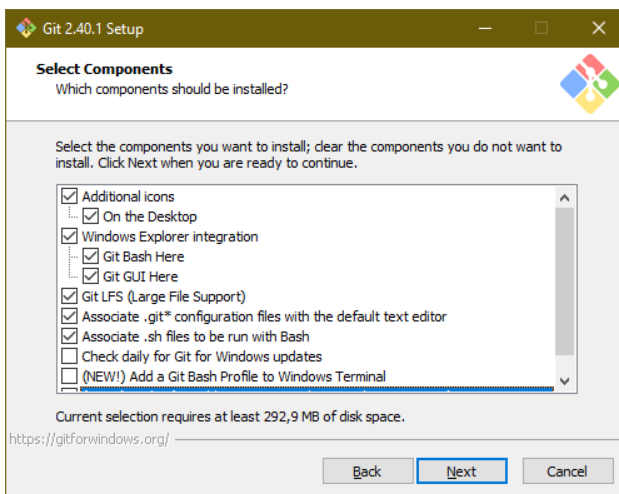 Git 2.40.1 Setup
Select Components
Which components should be installed?
Select the components you want to install; clear the components you do not want to
install. Click Next when you are ready to continue.
Additional icons
On the Desktop
Windows Explorer integration
Git Bash Here
Git GUI Here
Git LFS (Large File Support)
Associate .git* configuration files with the default text editor
Associate .sh files to be run with Bash
Check daily for Git for Windows updates
(NEW!) Add a Git Bash Profile to Windows Terminal
Current selection requires at least 292,9 MB of disk space.
https://gitforwindows.org/
Back Next Cancel